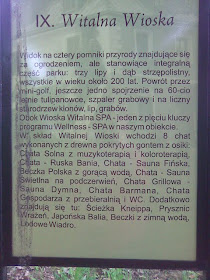 IX. Witalna Wioska
Widok na cztery pomniki przyrody znajdujące się
za ogrodzeniem, ale stanowiące integralną
część parku: trzy lipy i dąb strzępolistny,
wszystkie w wieku około 200 lat. Powrót przez
mini-golf, jeszcze jedno spojrzenie na 60-cio
letnie tulipanowce, szpaler grabowy i na liczny
starodrzew klonów, lip, grabów.
Obok Wioska Witalna SPA - jeden z pięciu kluczy
programu Wellness - SPA w naszym obiekcie.
W skład Witalnej Wioski wchodzi 8 chat
wykonanych z drewna pokrytych gontem z osiki:
Chata Solna z muzykoterapią i koloroterapią,
Chata - Ruska Bania, Chata - Sauna Fińska,
Beczka Polska z gorącą wodą, Chata - Sauna
Świetlna na podczerwień, Chata Grillowa
Sauna Dymna, Chata Barmana, Chata
Gospodarza z przebieralnią i WC. Dodatkowo
znajdują się tu: Ścieżka Kneippa, Prysznic
Wrażeń, Japońska Balia, Beczki z zimną wodą,
Lodowe Wiadro.